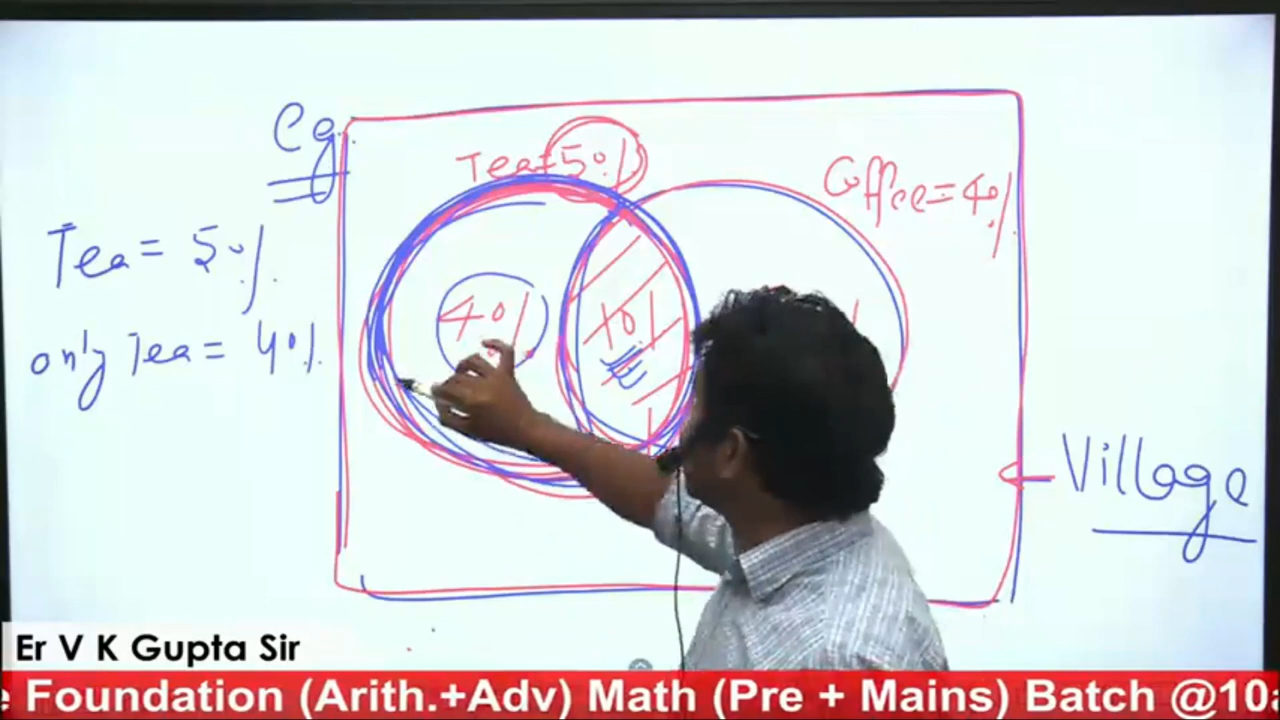 Eg.
Tea = 50%
Coffee = 40%
Tea = 50%
only Tea = 40%
40%
10%
Village
Er V K Gupta Sir
e Foundation (Arith.+Adv) Math (Pre + Mains) Batch @10a